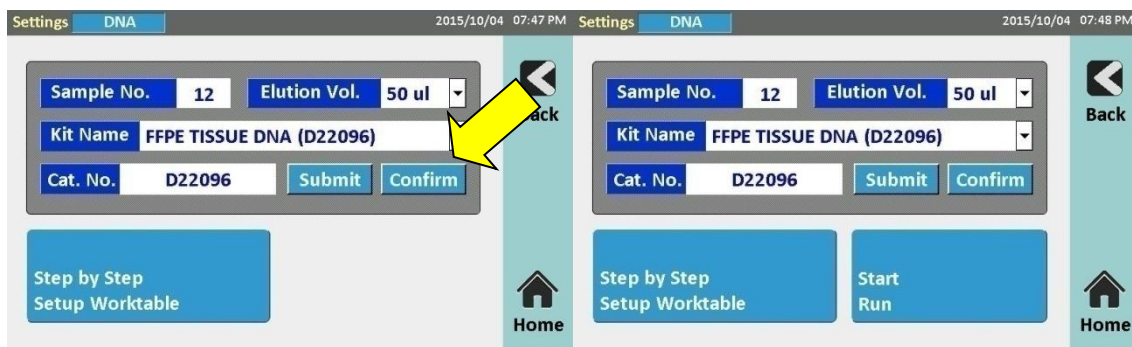 Settings DNA 2015/10/04 07:47 PM
Sample No. 12 Elution Vol. 50 ul
Back
Kit Name FFPE TISSUE DNA (D22096)
Cat. No. D22096 Submit Confirm
Step by Step
Setup Worktable
Home
Settings DNA 2015/10/04 07:48 PM
Sample No. 12 Elution Vol. 50 ul
Back
Kit Name FFPE TISSUE DNA (D22096)
Cat. No. D22096 Submit Confirm
Step by Step
Setup Worktable
Start
Run
Home